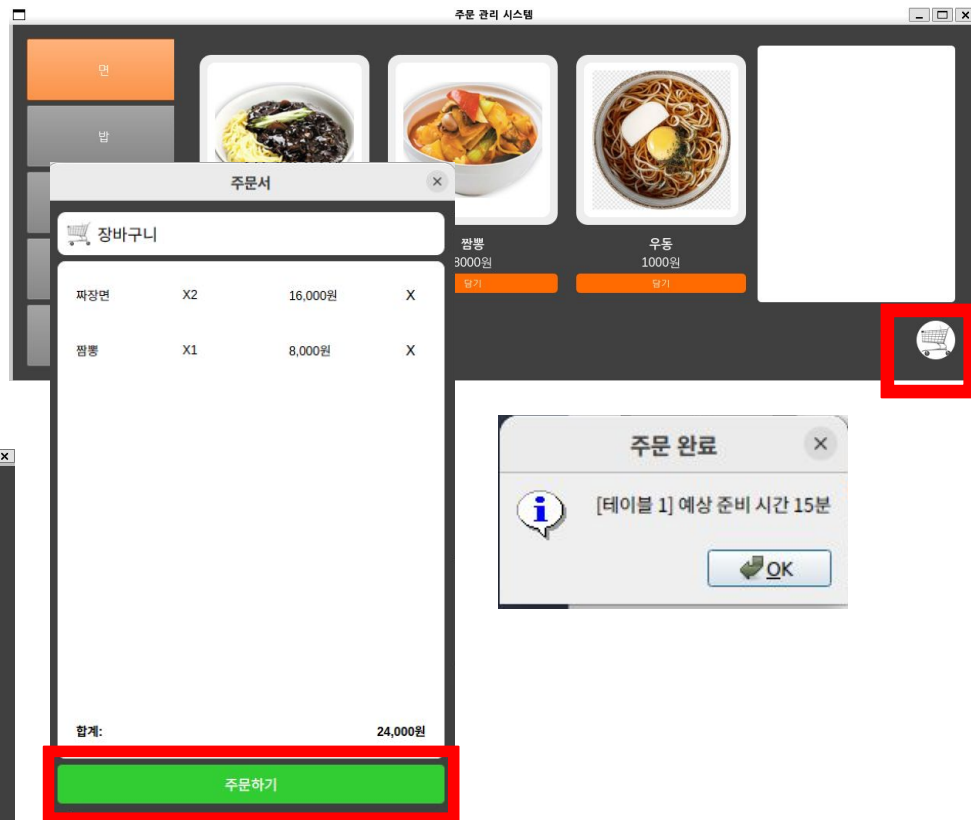 주문 관리 시스템
면
밥
짬뽕
8000원
담기
우동
1000원
담기
주문서
장바구니
짜장면 X2 16,000원 X
짬뽕 X1 8,000원 X
합계: 24,000원
주문하기
주문 완료
[테이블 1] 예상 준비 시간 15분
OK